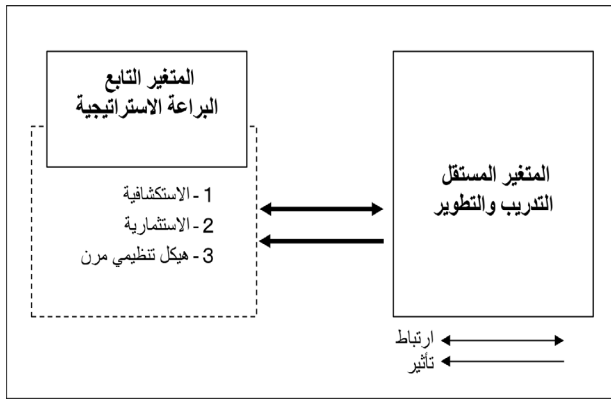 المتغير المستقل
التدريب والتطوير
المتغير التابع
البراعة الاستراتيجية
1 - الاستكشافية
2 - الاستثمارية
3 - هيكل تنظيمي مرن
ارتباط
تأثير